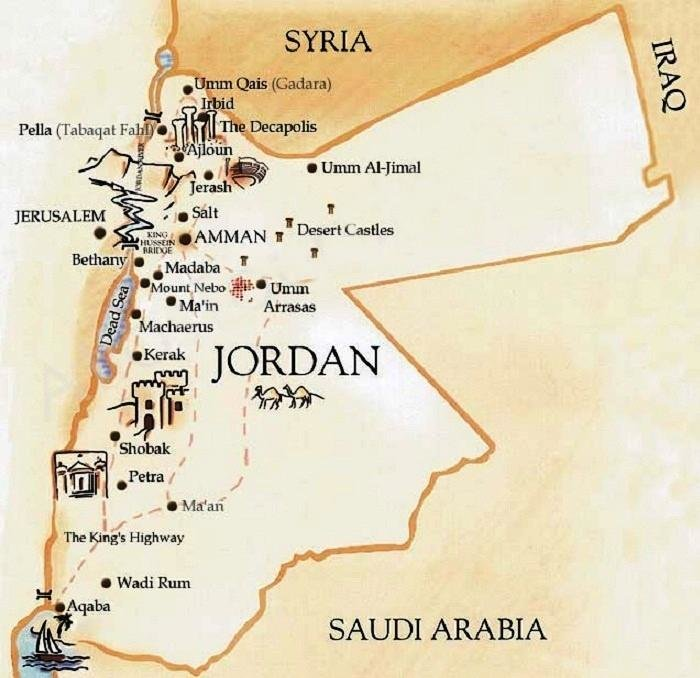 SYRIA
IRAQ
Umm Qais (Gadara)
Irbid
Pella (Tabaqat Fahl)
The Decapolis
Ajloun
JORDAN RIVER
Umm Al-Jimal
Jerash
JERUSALEM
Salt
KING
HUSSEIN
BRIDGE
AMMAN
Desert Castles
Bethany
Madaba
Mount Nebo
Umm
Arrasas
Ma'in
Dead Sea
Machaerus
Kerak
JORDAN
Shobak
Petra
Ma'an
The King's Highway
Wadi Rum
Aqaba
SAUDI ARABIA